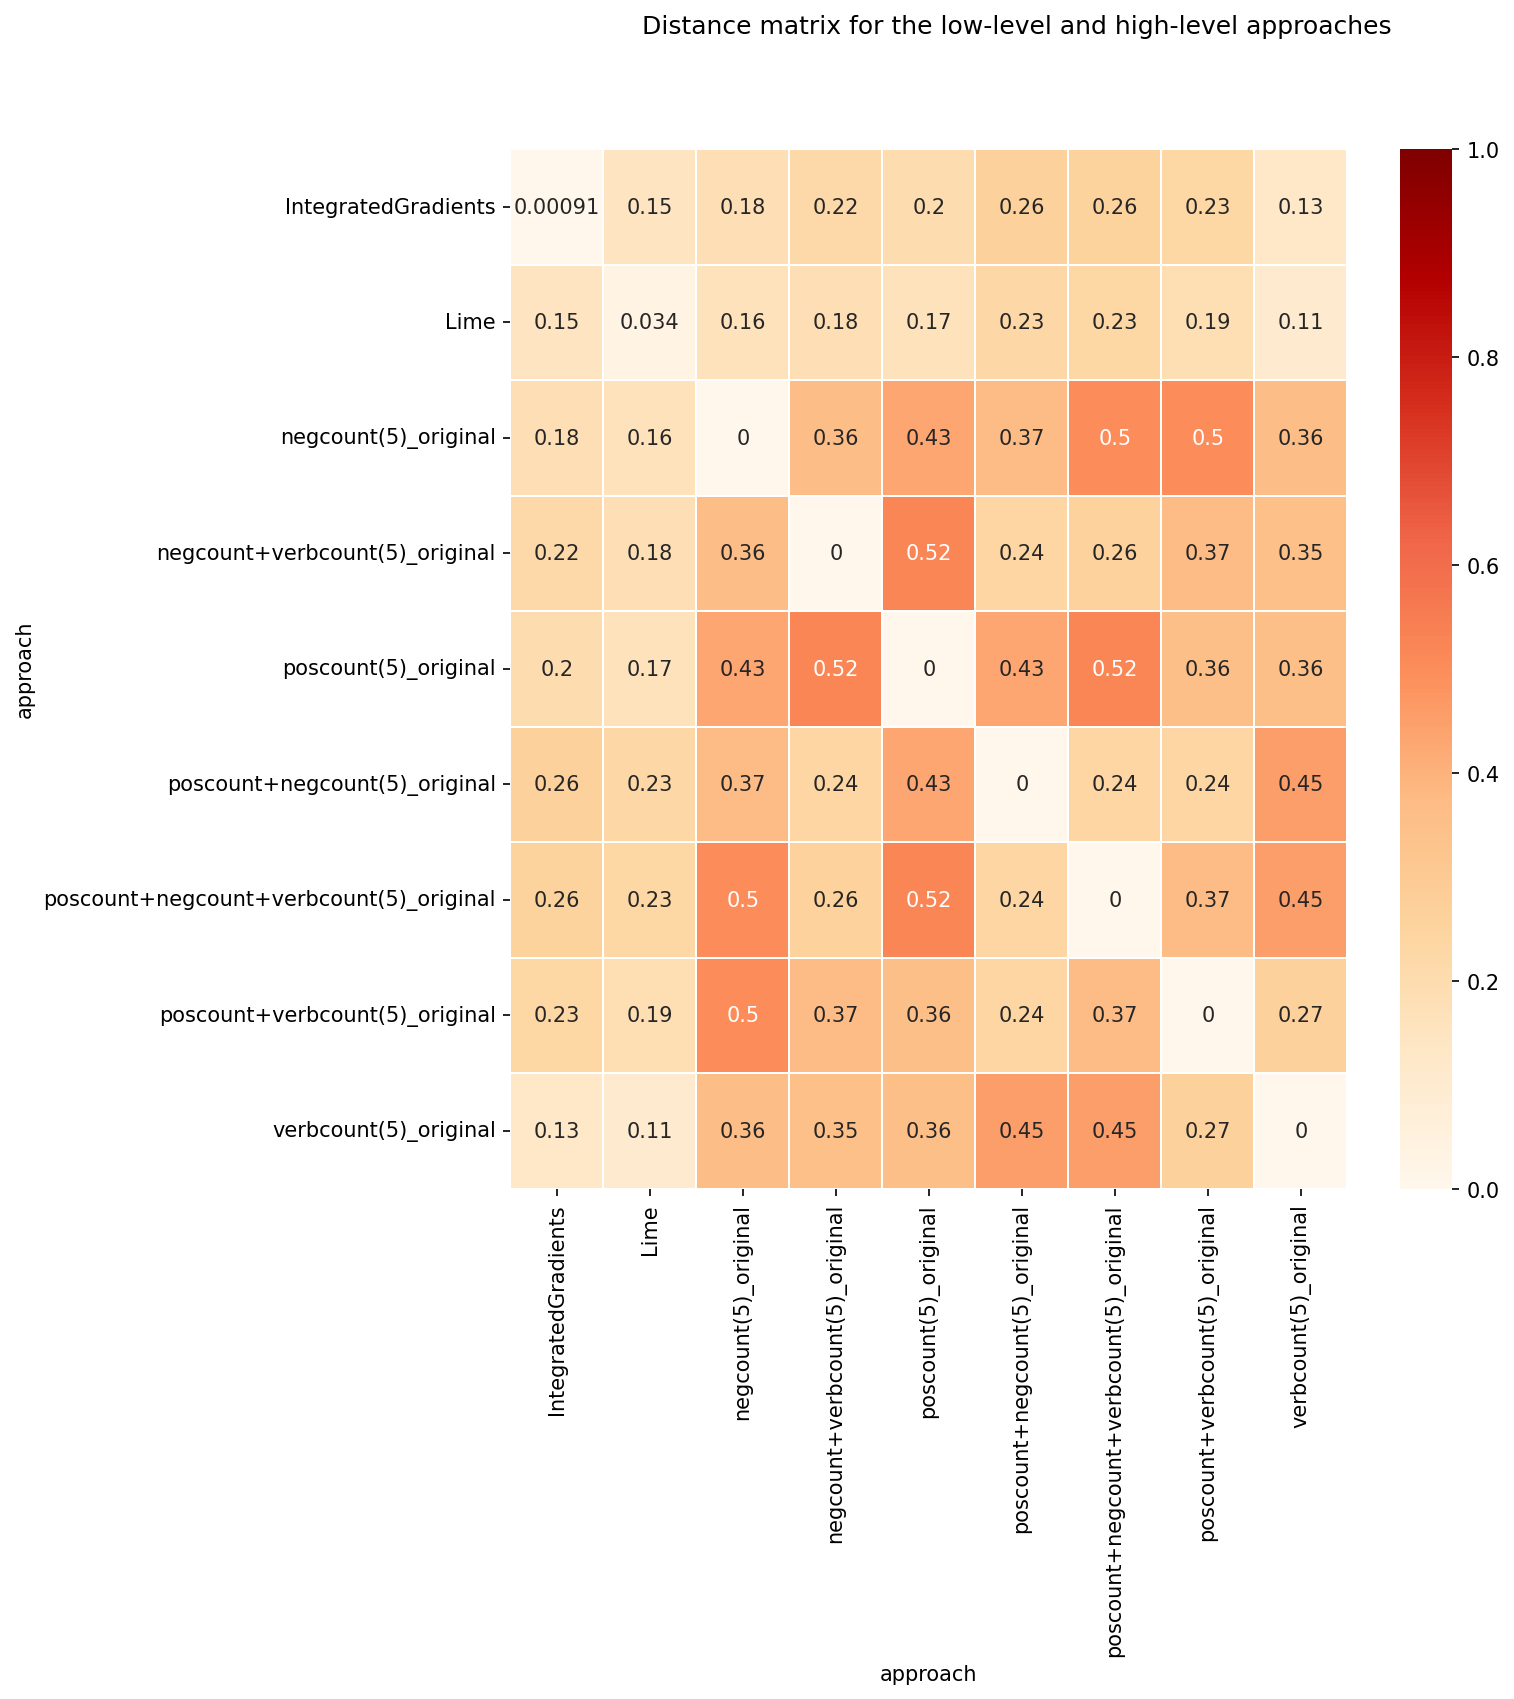 Distance matrix for the low-level and high-level approaches
IntegratedGradients 0.00091 0.15 0.18 0.22 0.2 0.26 0.26 0.23 0.13
Lime 0.15 0.034 0.16 0.18 0.17 0.23 0.23 0.19 0.11
negcount(5)_original 0.18 0.16 0 0.36 0.43 0.37 0.5 0.5 0.36
negcount+verbcount(5)_original 0.22 0.18 0.36 0 0.52 0.24 0.26 0.37 0.35
poscount(5)_original 0.2 0.17 0.43 0.52 0 0.43 0.52 0.36 0.36
poscount+negcount(5)_original 0.26 0.23 0.37 0.24 0.43 0 0.24 0.24 0.45
poscount+negcount+verbcount(5)_original 0.26 0.23 0.5 0.26 0.52 0.24 0 0.37 0.45
poscount+verbcount(5)_original 0.23 0.19 0.5 0.37 0.36 0.24 0.37 0 0.27
verbcount(5)_original 0.13 0.11 0.36 0.35 0.36 0.45 0.45 0.27 0
approach
IntegratedGradients
Lime
negcount(5)_original
negcount+verbcount(5)_original
poscount(5)_original
poscount+negcount(5)_original
poscount+negcount+verbcount(5)_original
poscount+verbcount(5)_original
verbcount(5)_original
approach
1.0
0.8
0.6
0.4
0.2
0.0